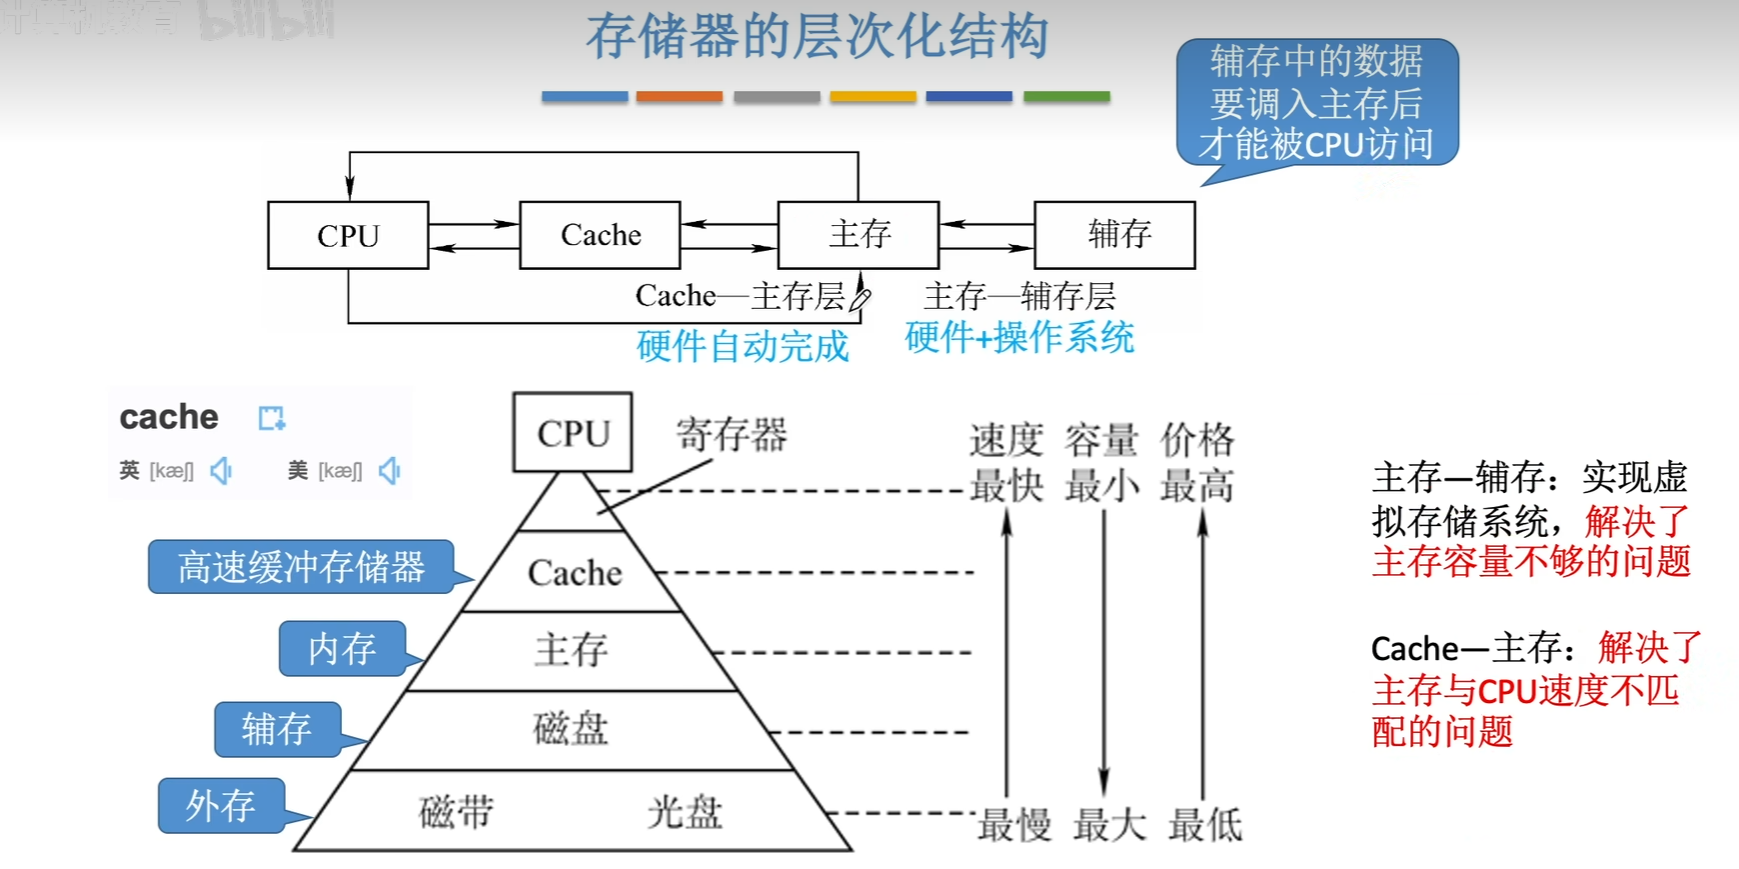 bilibili
存储器的层次化结构
辅存中的数据
要调入主存后
才能被CPU访问
CPU
Cache
主存
辅存
Cache—主存层
主存—辅存层
硬件自动完成
硬件+操作系统
cache
英 [kæʃ] 美 [kæʃ]
CPU
寄存器
速度 容量 价格
最快 最小 最高
高速缓冲存储器
Cache
内存
主存
辅存
磁盘
外存
磁带 光盘
最慢 最大 最低
主存—辅存：实现虚
拟存储系统，解决了
主存容量不够的问题
Cache—主存：解决了
主存与CPU速度不匹
配的问题